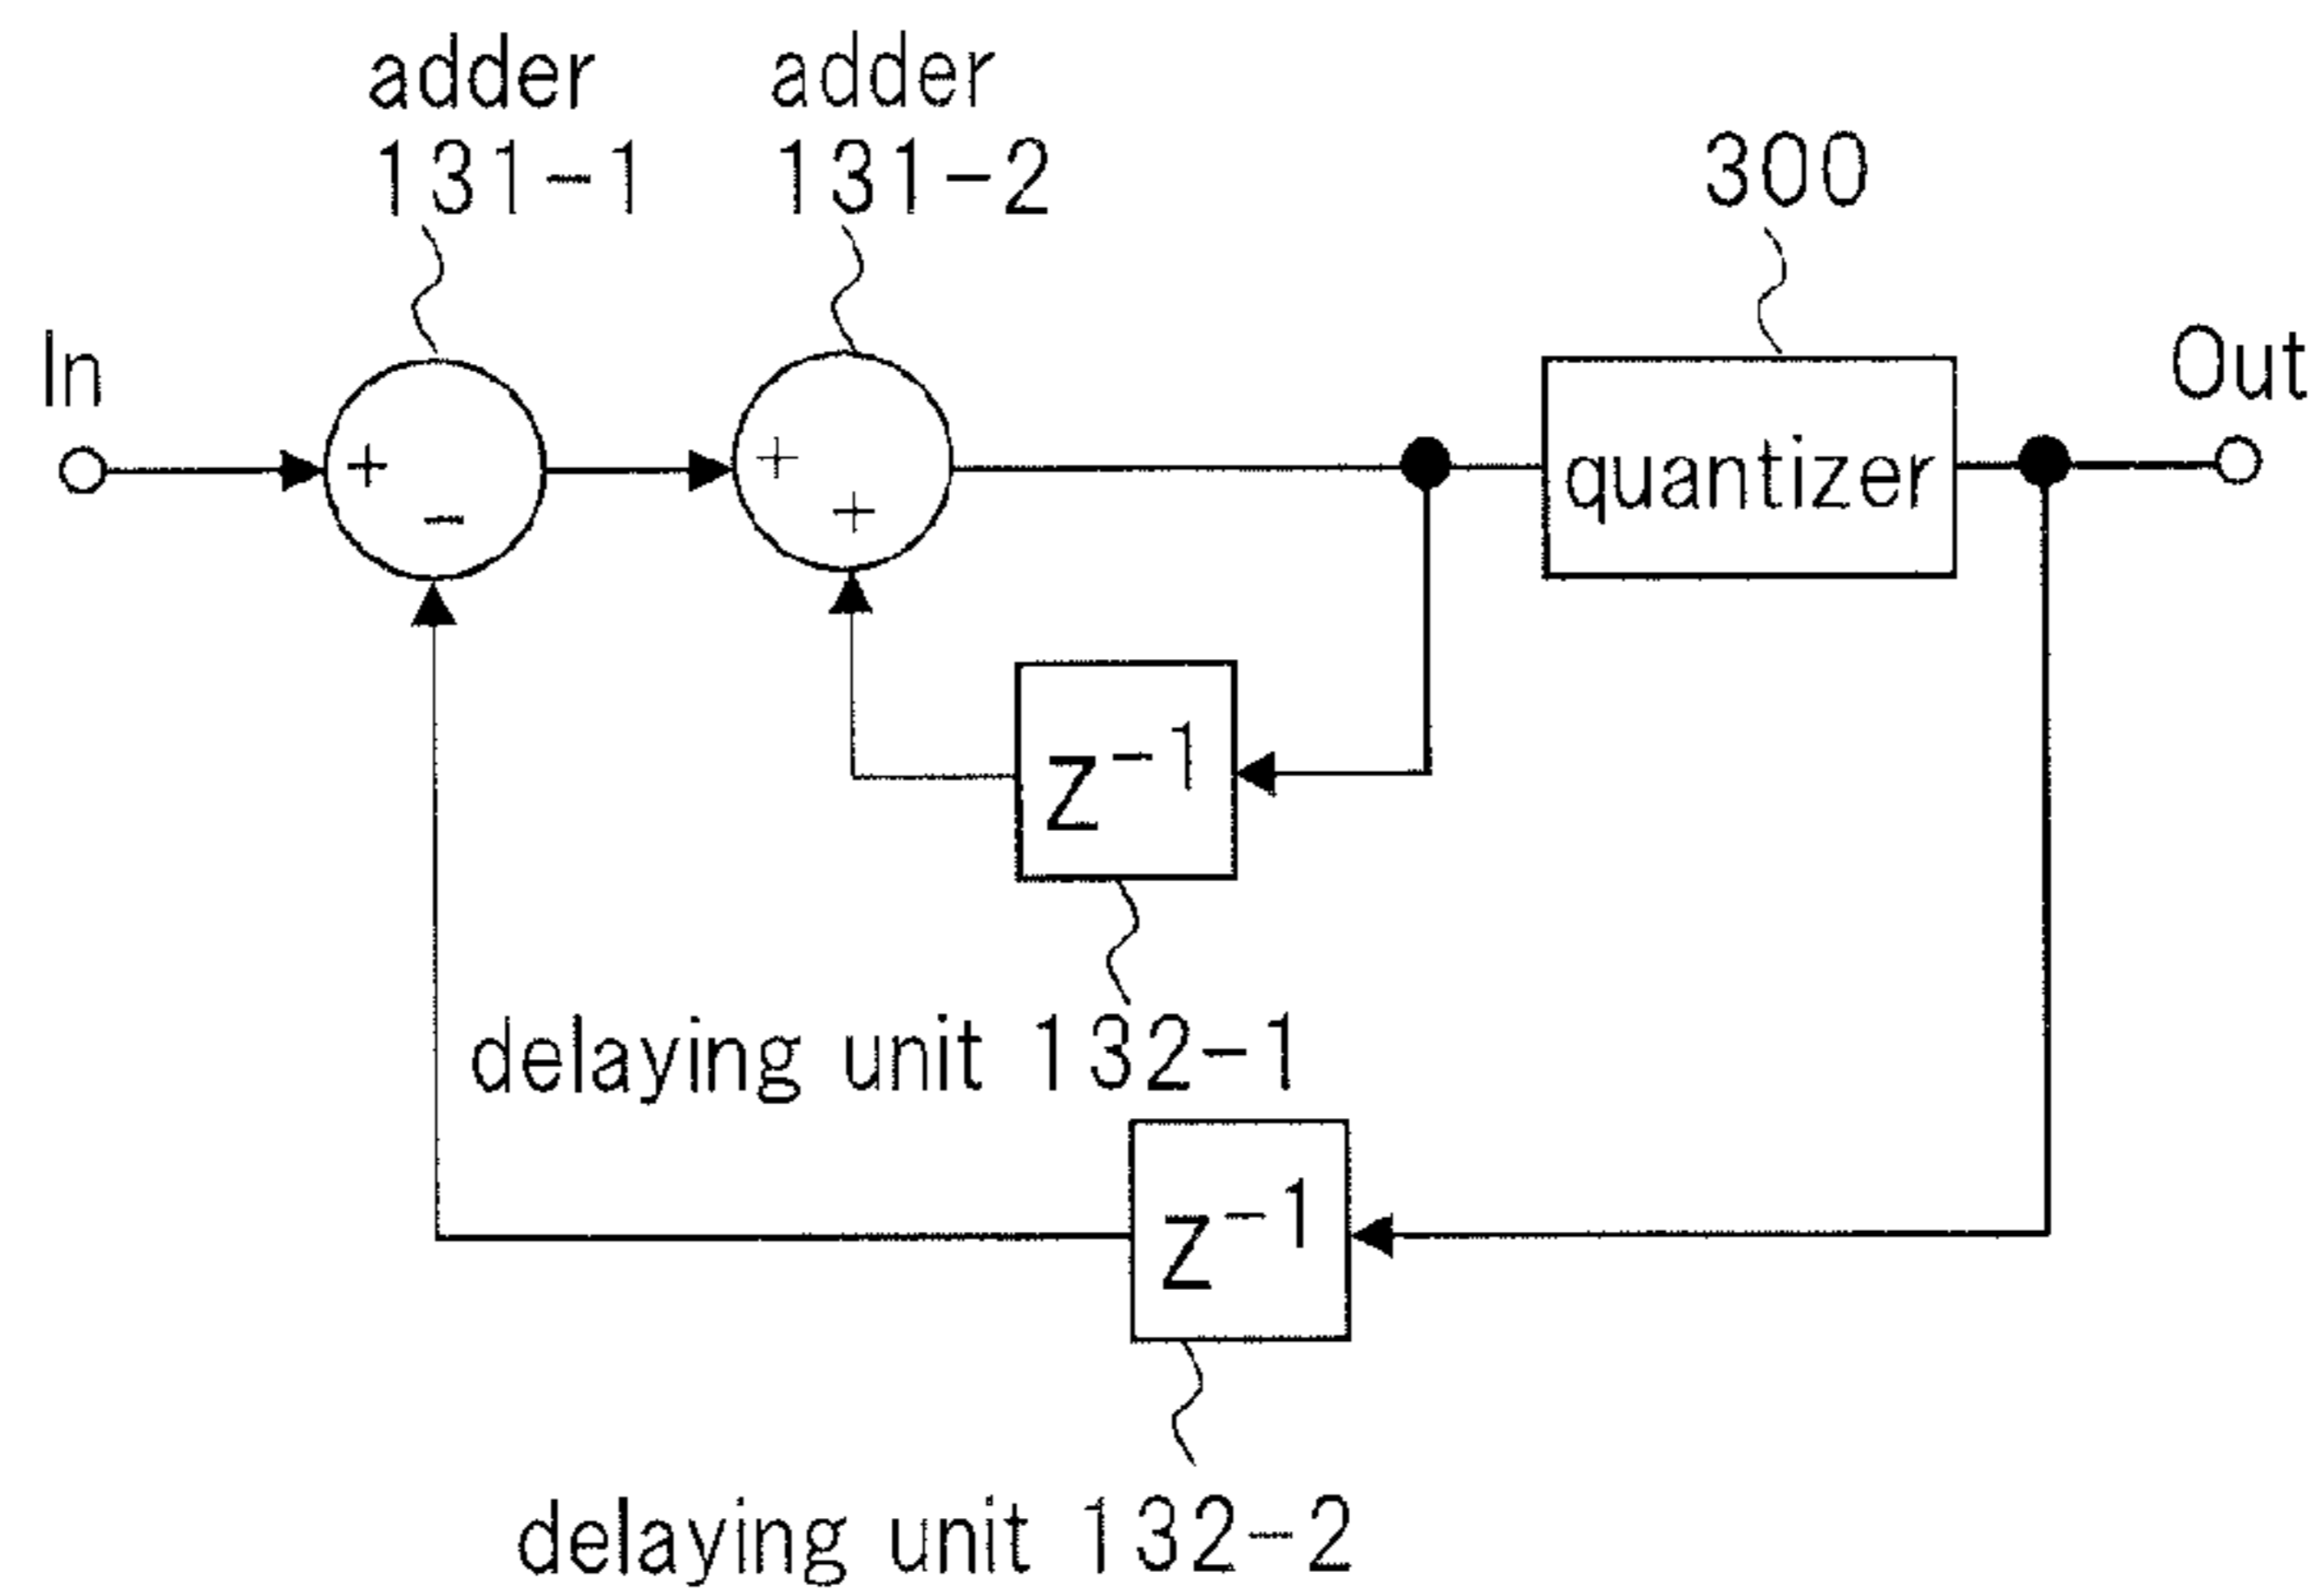 adder
131-1
adder
131-2
300
In
Out
+
-
+
+
quantizer
z⁻¹
delaying unit 132-1
z⁻¹
delaying unit 132-2